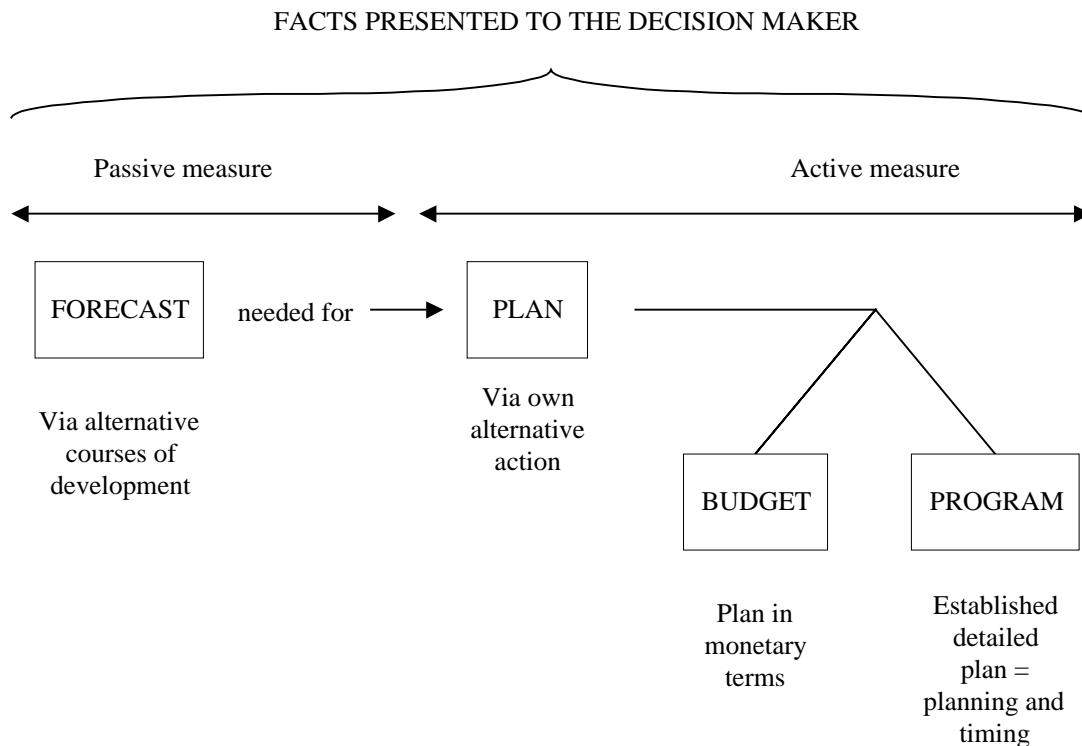 FACTS PRESENTED TO THE DECISION MAKER
Passive measure
Active measure
FORECAST
needed for
PLAN
Via alternative
courses of
development
Via own
alternative
action
BUDGET
PROGRAM
Plan in
monetary
terms
Established
detailed
plan =
planning and
timing